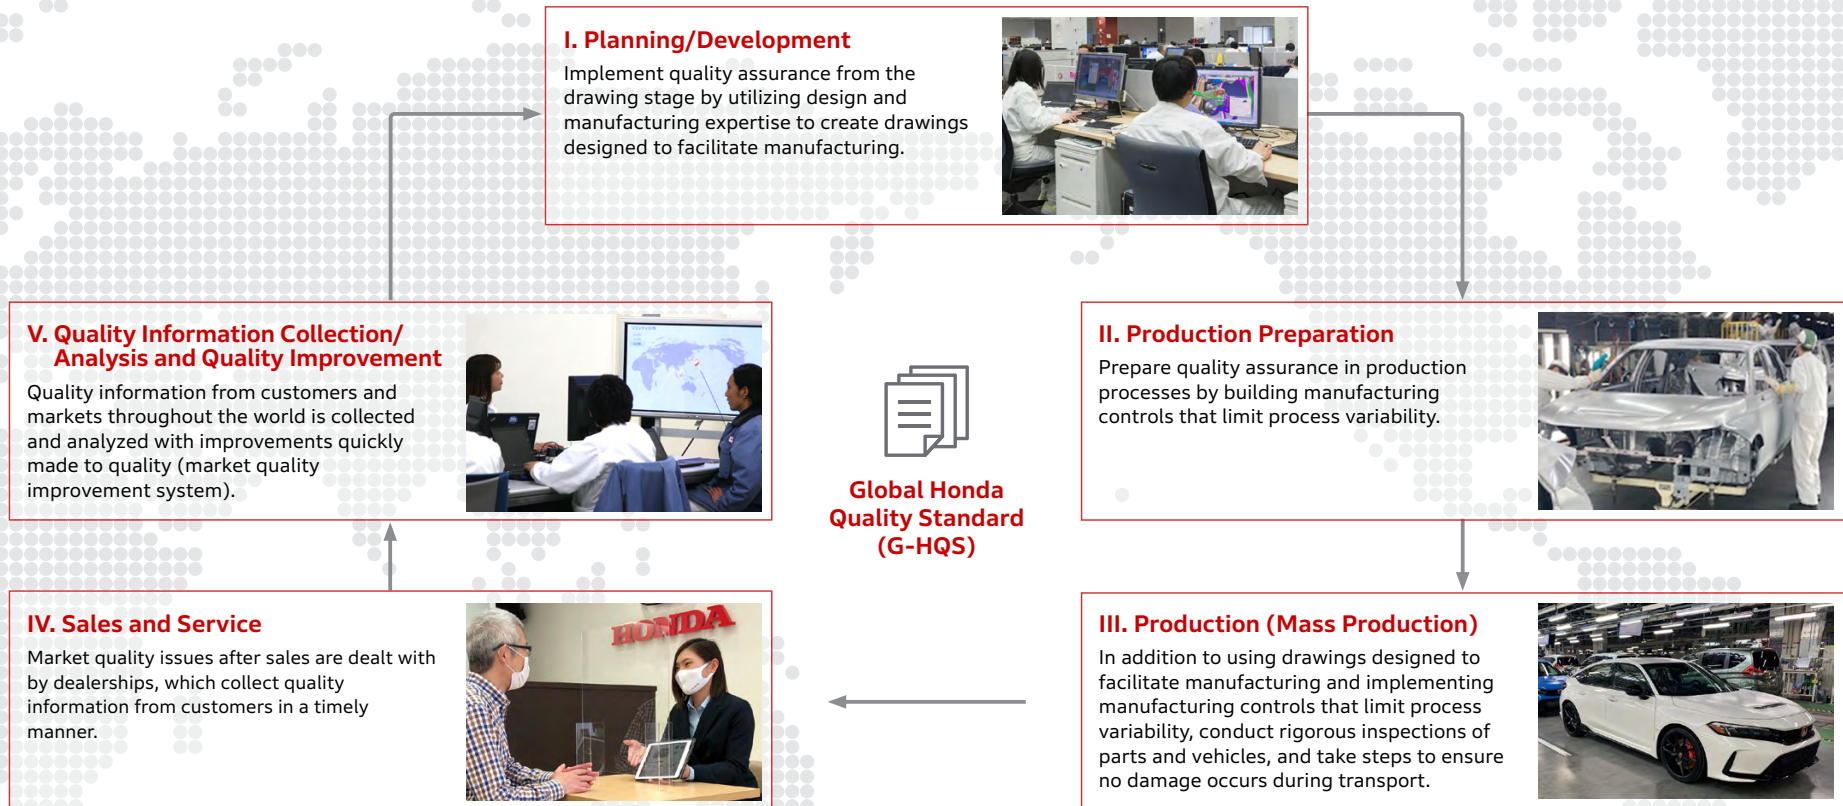 I. Planning/Development
Implement quality assurance from the
drawing stage by utilizing design and
manufacturing expertise to create drawings
designed to facilitate manufacturing.
II. Production Preparation
Prepare quality assurance in production
processes by building manufacturing
controls that limit process variability.
III. Production (Mass Production)
In addition to using drawings designed to
facilitate manufacturing and implementing
manufacturing controls that limit process
variability, conduct rigorous inspections of
parts and vehicles, and take steps to ensure
no damage occurs during transport.
IV. Sales and Service
Market quality issues after sales are dealt with
by dealerships, which collect quality
information from customers in a timely
manner.
HONDA
V. Quality Information Collection/
Analysis and Quality Improvement
Quality information from customers and
markets throughout the world is collected
and analyzed with improvements quickly
made to quality (market quality
improvement system).
Global Honda
Quality Standard
(G-HQS)